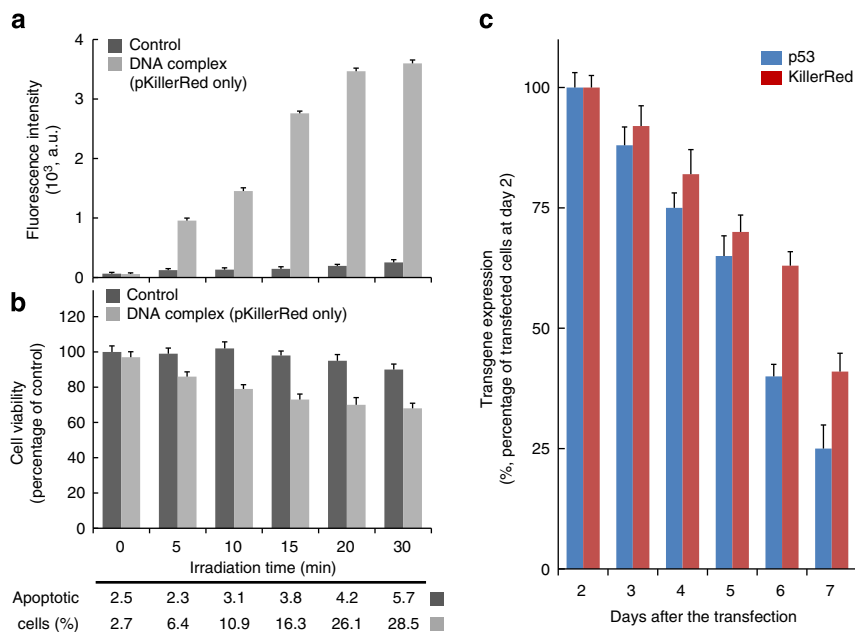 a
Control
DNA complex
(pKillerRed only)
4
3
2
1
0
Fluorescence intensity
(10³, a.u.)
b
Control
DNA complex (pKillerRed only)
120
100
80
60
40
20
0
Cell viability
(percentage of control)
0 5 10 15 20 30
Irradiation time (min)
Apoptotic 2.5 2.3 3.1 3.8 4.2 5.7
cells (%) 2.7 6.4 10.9 16.3 26.1 28.5
c
p53
KillerRed
100
75
50
25
0
Transgene expression
(%, percentage of transfected cells at day 2)
2 3 4 5 6 7
Days after the transfection